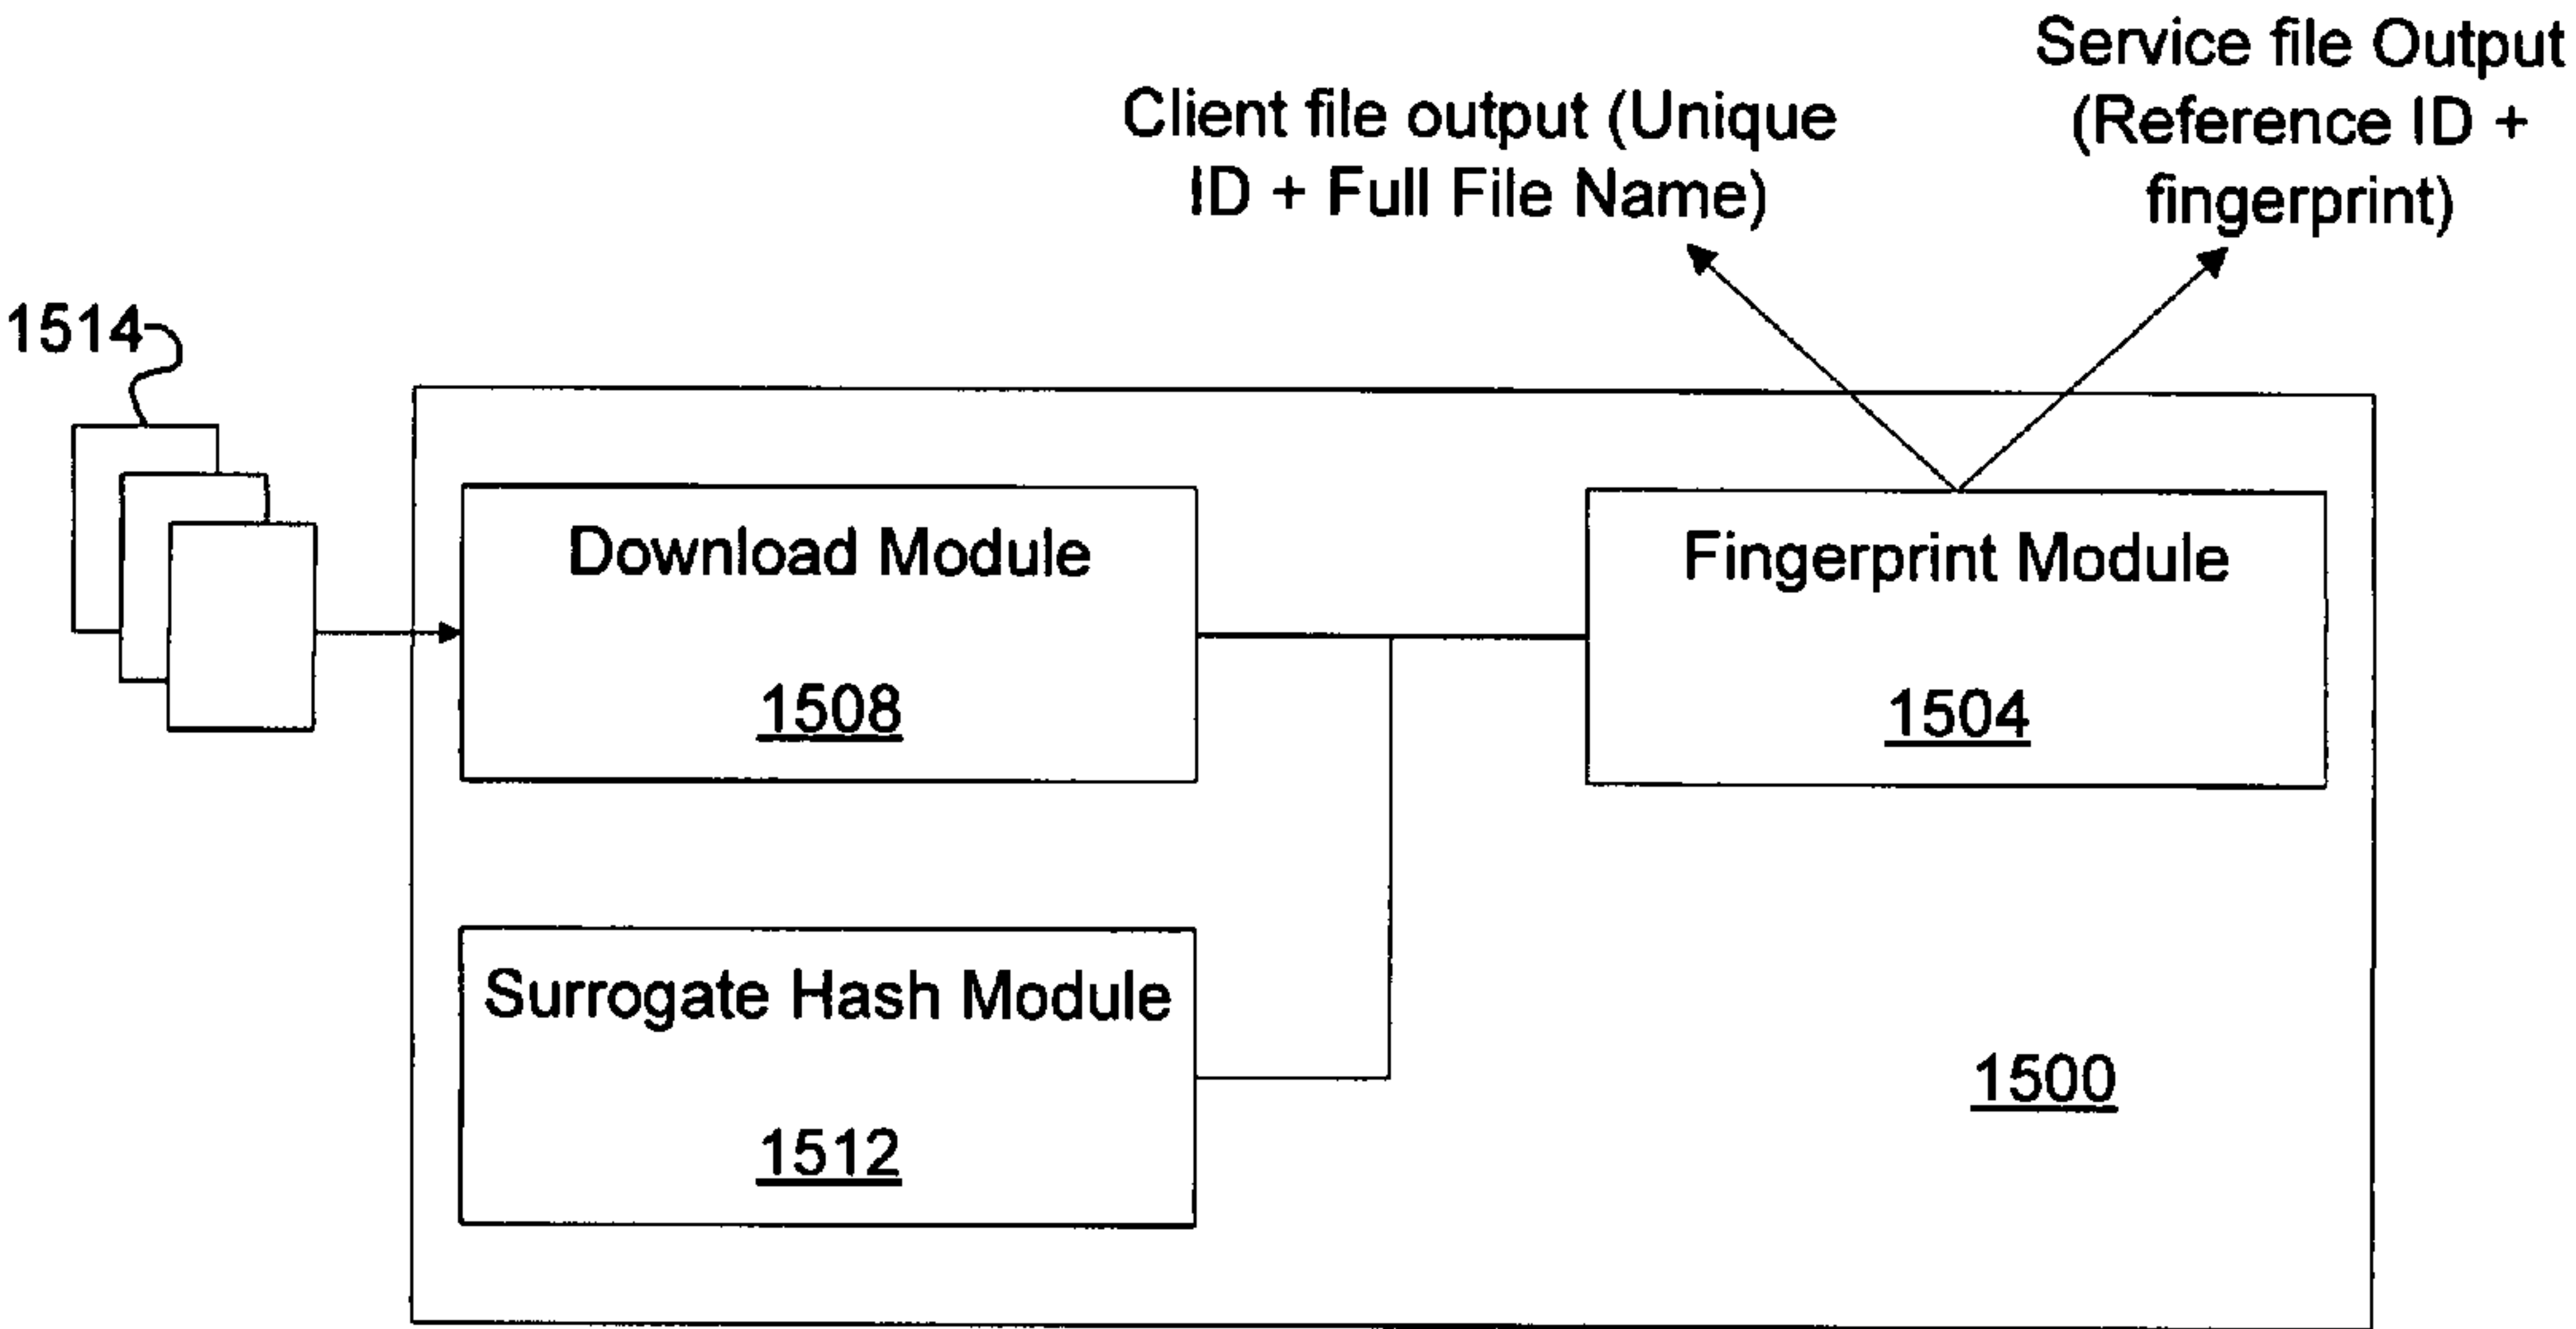 Service file Output
(Reference ID +
fingerprint)
Client file output (Unique
ID + Full File Name)
1514
Download Module
1508
Fingerprint Module
1504
Surrogate Hash Module
1512
1500